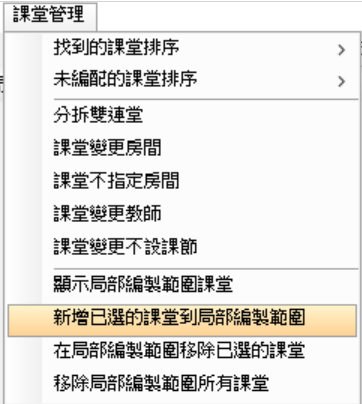 課堂管理
找到的課堂排序
未編配的課堂排序
分拆雙連堂
課堂變更房間
課堂不指定房間
課堂變更教師
課堂變更不設課節
顯示局部編製範圍課堂
新增已選的課堂到局部編製範圍
在局部編製範圍移除已選的課堂
移除局部編製範圍所有課堂